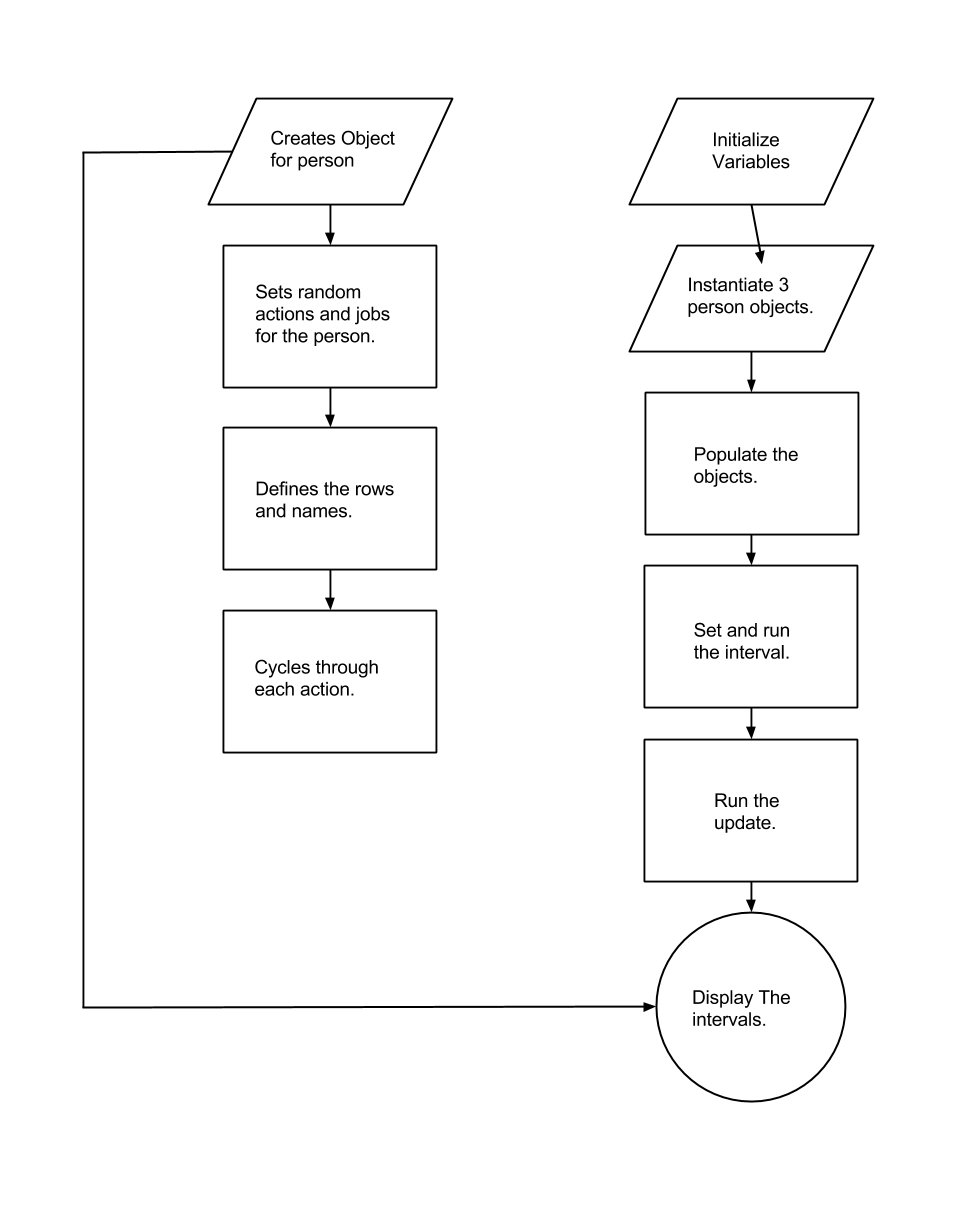 Creates Object
for person
Sets random
actions and jobs
for the person.
Defines the rows
and names.
Cycles through
each action.
Initialize
Variables
Instantiate 3
person objects.
Populate the
objects.
Set and run
the interval.
Run the
update.
Display The
intervals.